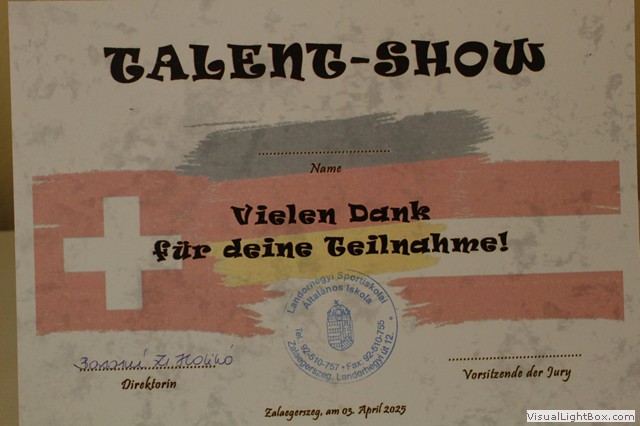 TALENT-SHOW
Name
Vielen Dank
für deine Teilnahme!
Landorhegyi Sportiskolai
Általános Iskola
Tel. 92-510-757 • Fax: 92-510-755
Zalaegerszeg, Landorhegyi út 12.
Direktorin
Vorsitzende der Jury
Zalaegerszeg, am 03. April 2025
VisualLightBox.com